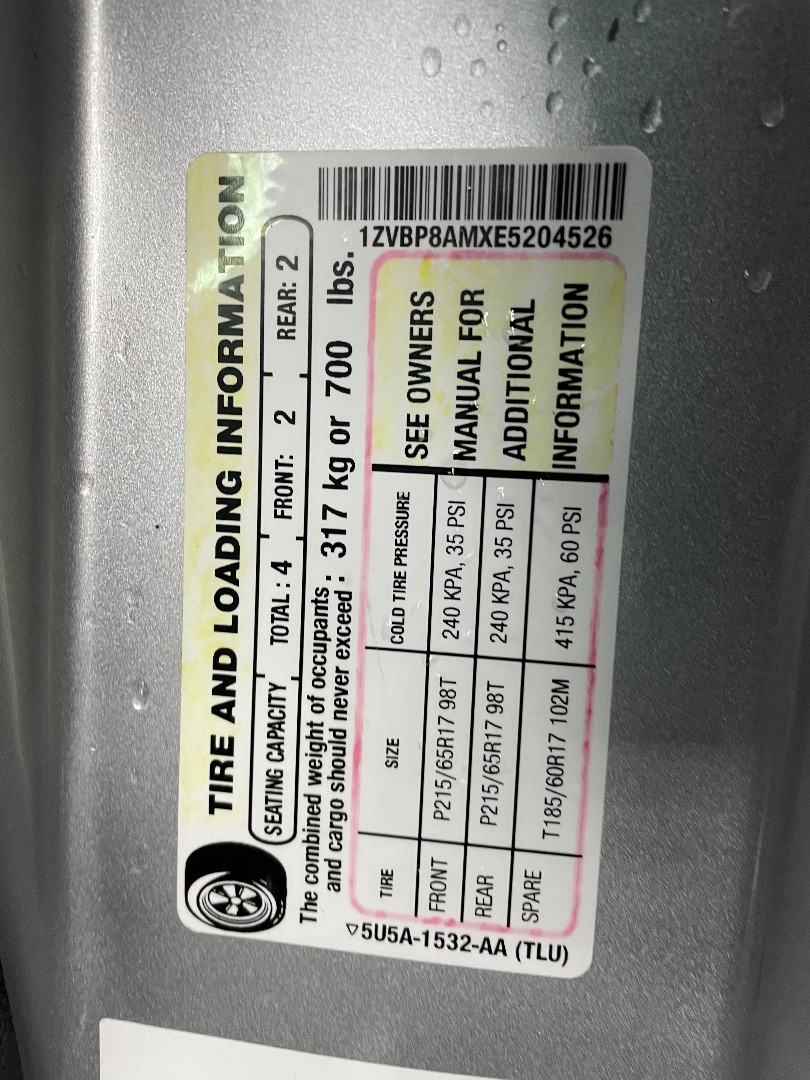 TIRE AND LOADING INFORMATION
SEATING CAPACITY TOTAL : 4 FRONT: 2 REAR: 2
The combined weight of occupants
and cargo should never exceed : 317 kg or 700 lbs.
TIRE SIZE COLD TIRE PRESSURE
FRONT P215/65R17 98T 240 KPA, 35 PSI
REAR P215/65R17 98T 240 KPA, 35 PSI
SPARE T185/60R17 102M 415 KPA, 60 PSI
SEE OWNERS
MANUAL FOR
ADDITIONAL
INFORMATION
1ZVBP8AMXE5204526
5U5A-1532-AA (TLU)